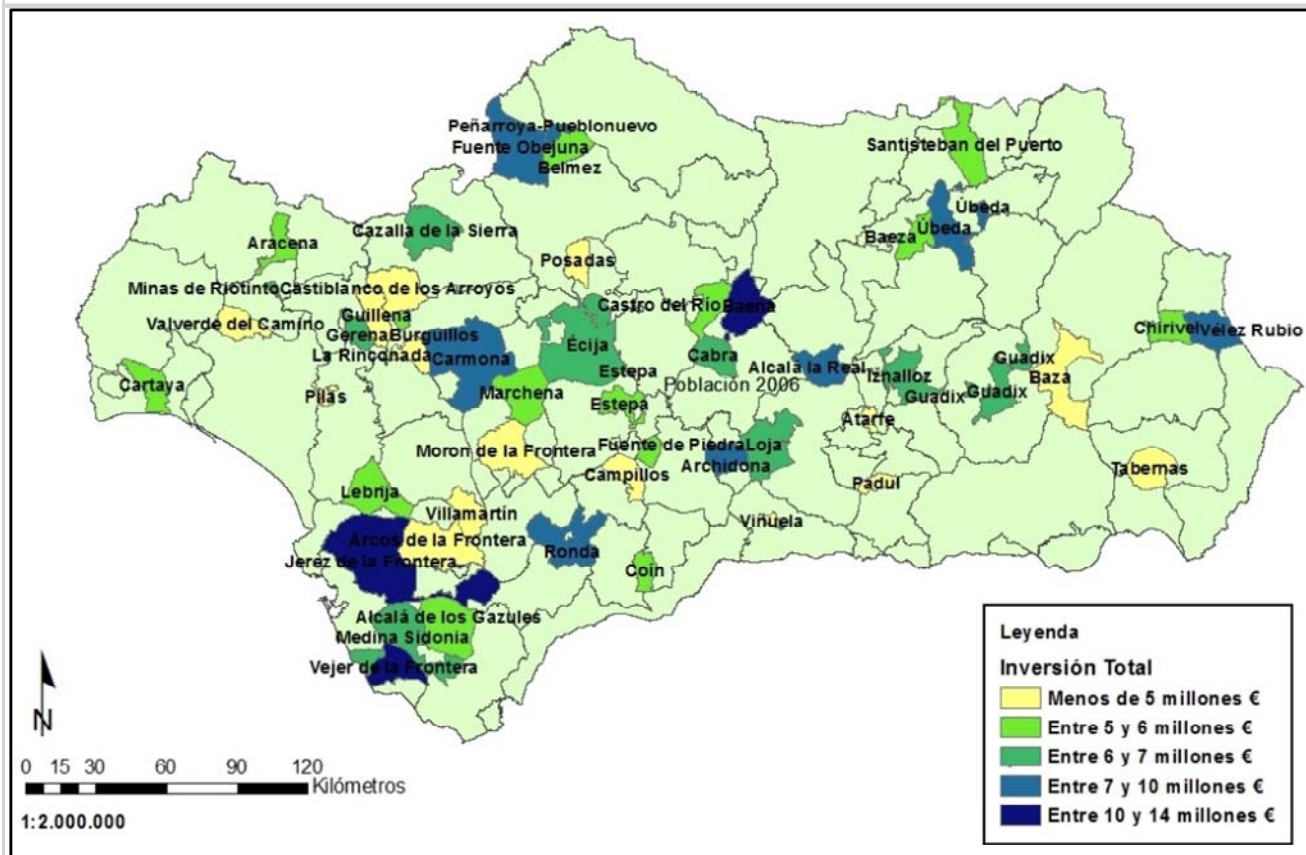 Peñarroya-Pueblonuevo
Fuente Obejuna
Belmez
Santisteban del Puerto
Úbeda
Úbeda
Baeza
Cazalla de la Sierra
Aracena
Posadas
Minas de Riotinto
Castiblanco de los Arroyos
Castro del Río
Baena
Guillena
Valverde del Camino
Gerena
Burguillos
Chirivel
Vélez Rubio
La Rinconada
Carmona
Écija
Cabra
Alcalá la Real
Guadix
Estepa
Iznalloz
Baza
Población 2006
Cartaya
Marchena
Guadix
Guadix
Pilas
Estepa
Atarfe
Moron de la Frontera
Fuente de Piedra
Loja
Archidona
Campillos
Tabernas
Padul
Lebrija
Villamartín
Viñuela
Arcos de la Frontera
Ronda
Jerez de la Frontera
Coín
Alcalá de los Gazules
Medina Sidonia
Vejer de la Frontera
Leyenda
Inversión Total
Menos de 5 millones €
Entre 5 y 6 millones €
Entre 6 y 7 millones €
Entre 7 y 10 millones €
Entre 10 y 14 millones €
N
0 15 30 60 90 120
Kilómetros
1:2.000.000